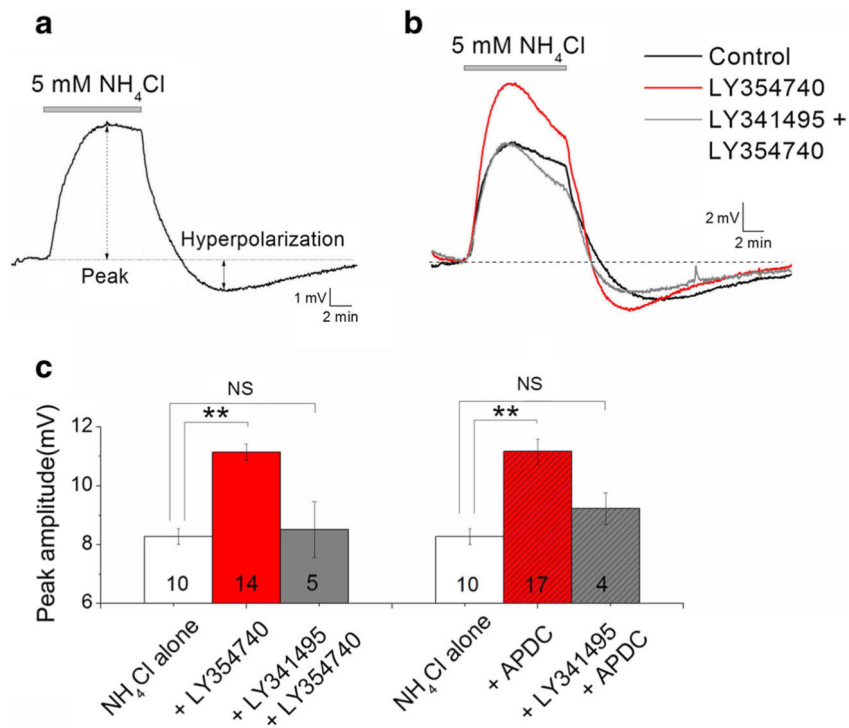 a
5 mM NH₄Cl
Peak
Hyperpolarization
1 mV
2 min
b
5 mM NH₄Cl
Control
LY354740
LY341495 +
LY354740
2 mV
2 min
c
Peak amplitude(mV)
12
10
8
6
NS
**
10
14
5
NH₄Cl alone
+ LY354740
+ LY341495
+ LY354740
NS
**
10
17
4
NH₄Cl alone
+ APDC
+ LY341495
+ APDC